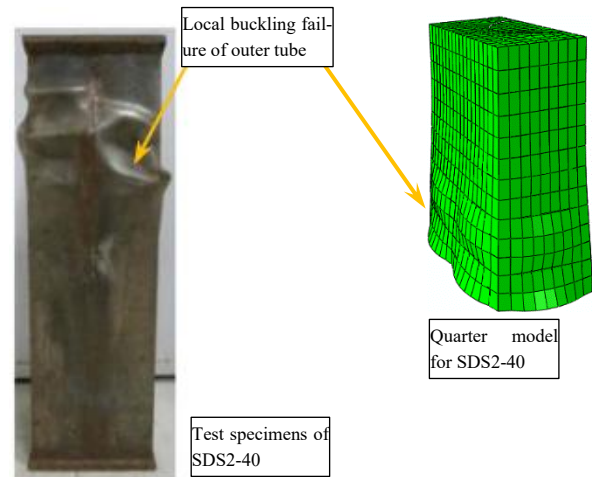 Local buckling fail-
ure of outer tube
Quarter model
for SDS2-40
Test specimens of
SDS2-40